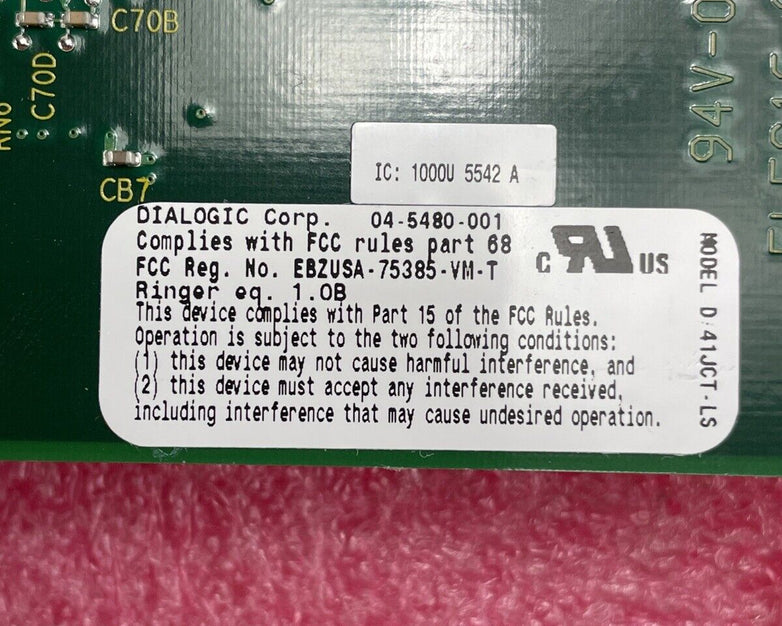 C70B
C70D
94V-0
CB7
IC: 1000U 5542 A
DIALOGIC Corp. 04-5480-001
Complies with FCC rules part 68
FCC Reg. No. EBZUSA-75385-VM-T
Ringer eq. 1.0B
This device complies with Part 15 of the FCC Rules.
Operation is subject to the two following conditions:
(1) this device may not cause harmful interference, and
(2) this device must accept any interference received,
including interference that may cause undesired operation.
C RU US
MODEL D/41JCT-LS